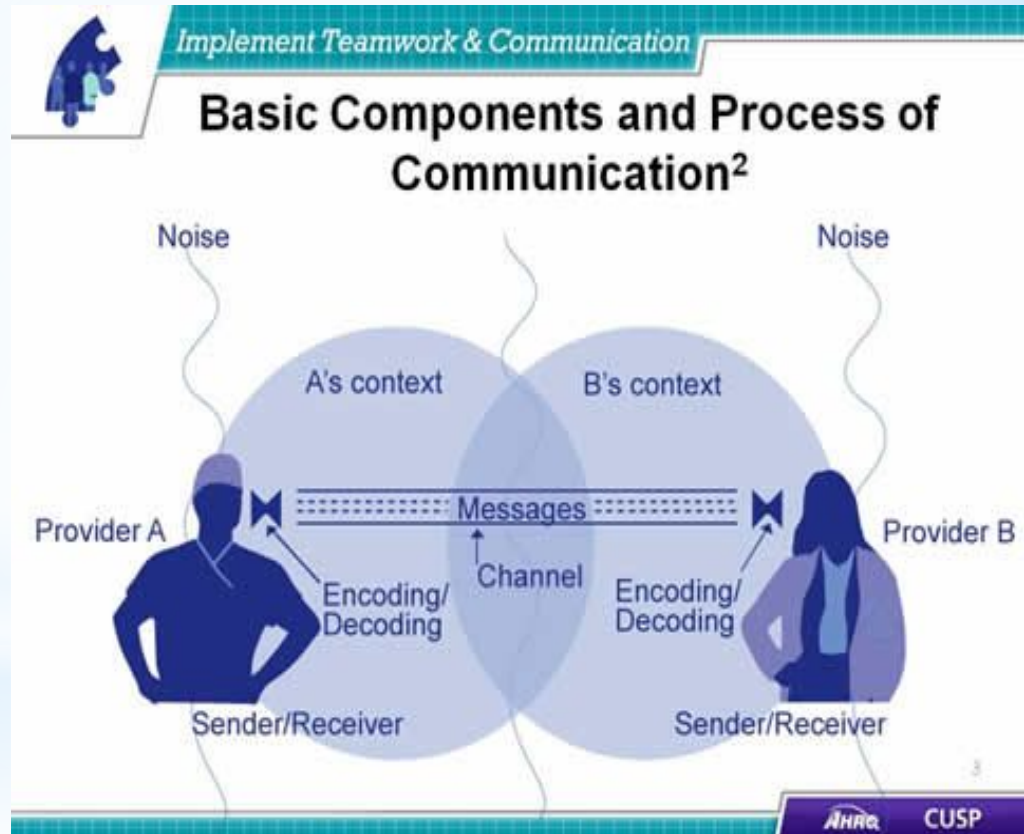 Implement Teamwork & Communication
Basic Components and Process of
Communication²
Noise
Noise
A's context
B's context
Provider A
Messages
Provider B
Channel
Encoding/
Decoding
Encoding/
Decoding
Sender/Receiver
Sender/Receiver
3
AHRQ
CUSP